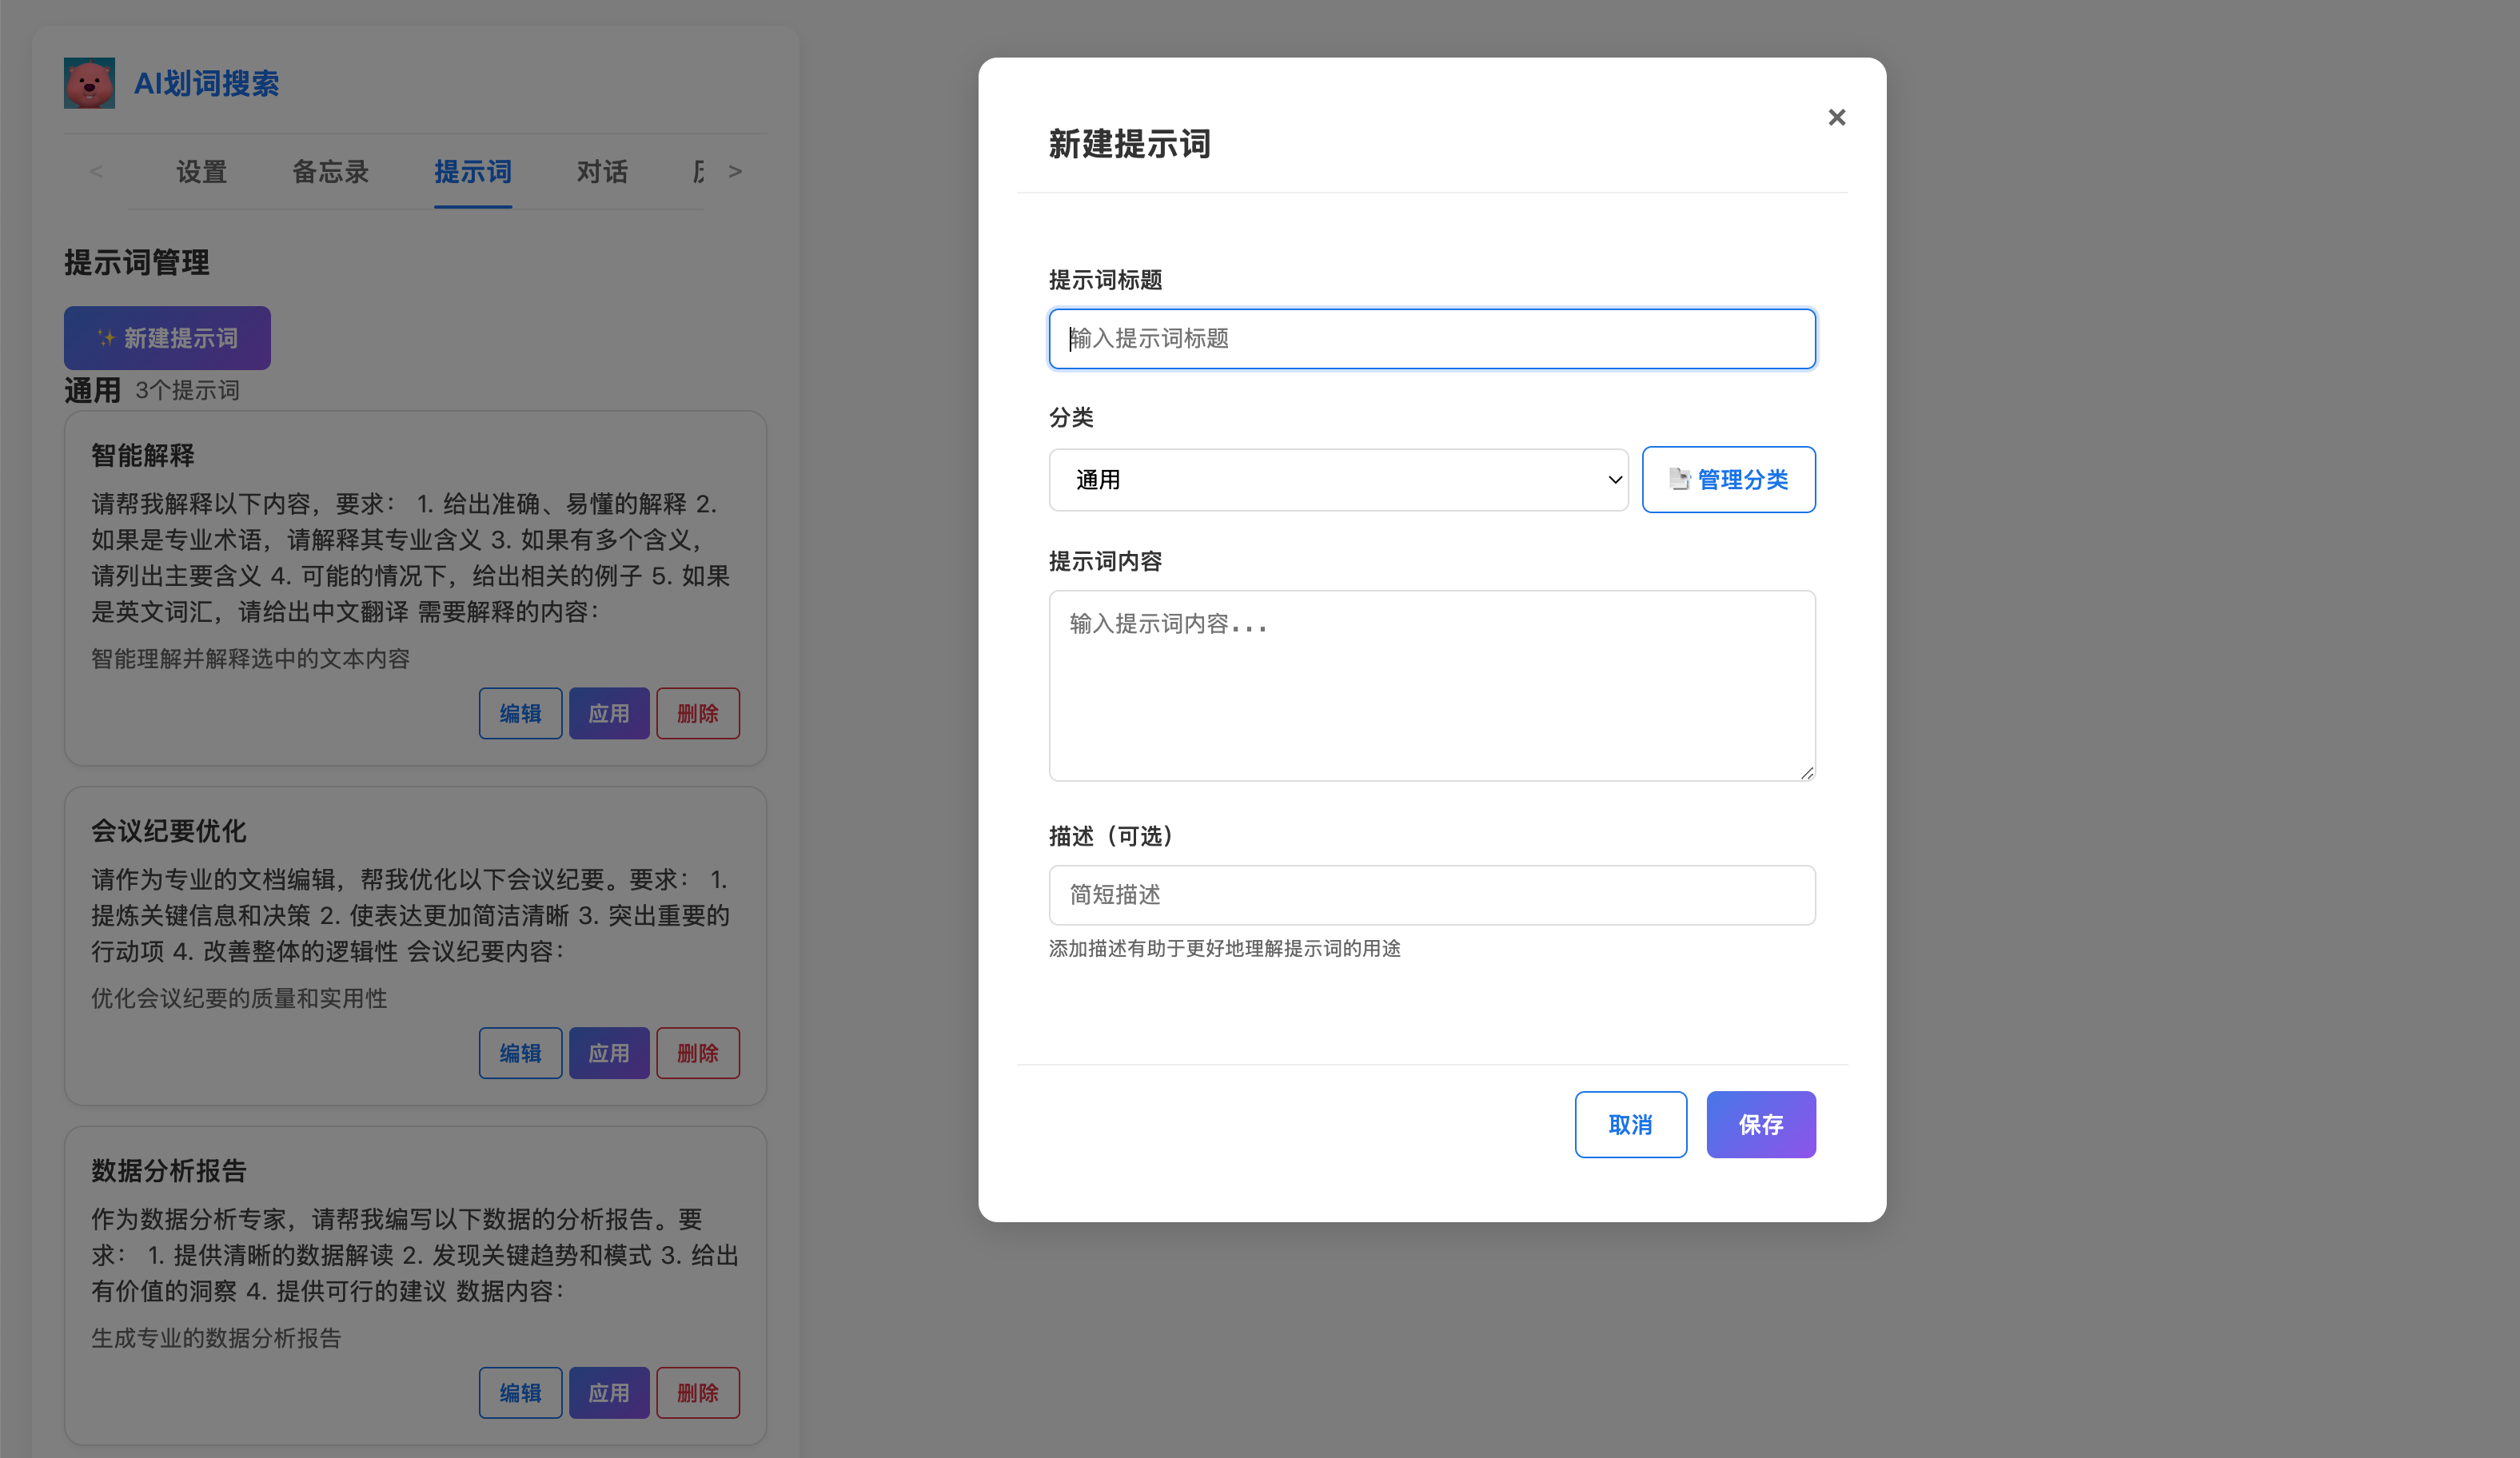 AI划词搜索
< 设置 备忘录 提示词 对话 >
提示词管理
✨ 新建提示词
通用 3个提示词
智能解释
请帮我解释以下内容，要求： 1. 给出准确、易懂的解释 2.
如果是专业术语，请解释其专业含义 3. 如果有多个含义，
请列出主要含义 4. 可能的情况下，给出相关的例子 5. 如果
是英文词汇，请给出中文翻译 需要解释的内容：
智能理解并解释选中的文本内容
编辑 应用 删除
会议纪要优化
请作为专业的文档编辑，帮我优化以下会议纪要。要求： 1.
提炼关键信息和决策 2. 使表达更加简洁清晰 3. 突出重要的
行动项 4. 改善整体的逻辑性 会议纪要内容：
优化会议纪要的质量和实用性
编辑 应用 删除
数据分析报告
作为数据分析专家，请帮我编写以下数据的分析报告。要
求： 1. 提供清晰的数据解读 2. 发现关键趋势和模式 3. 给出
有价值的洞察 4. 提供可行的建议 数据内容：
生成专业的数据分析报告
编辑 应用 删除
×
新建提示词
提示词标题
输入提示词标题
分类
通用
管理分类
提示词内容
输入提示词内容...
描述（可选）
简短描述
添加描述有助于更好地理解提示词的用途
取消 保存